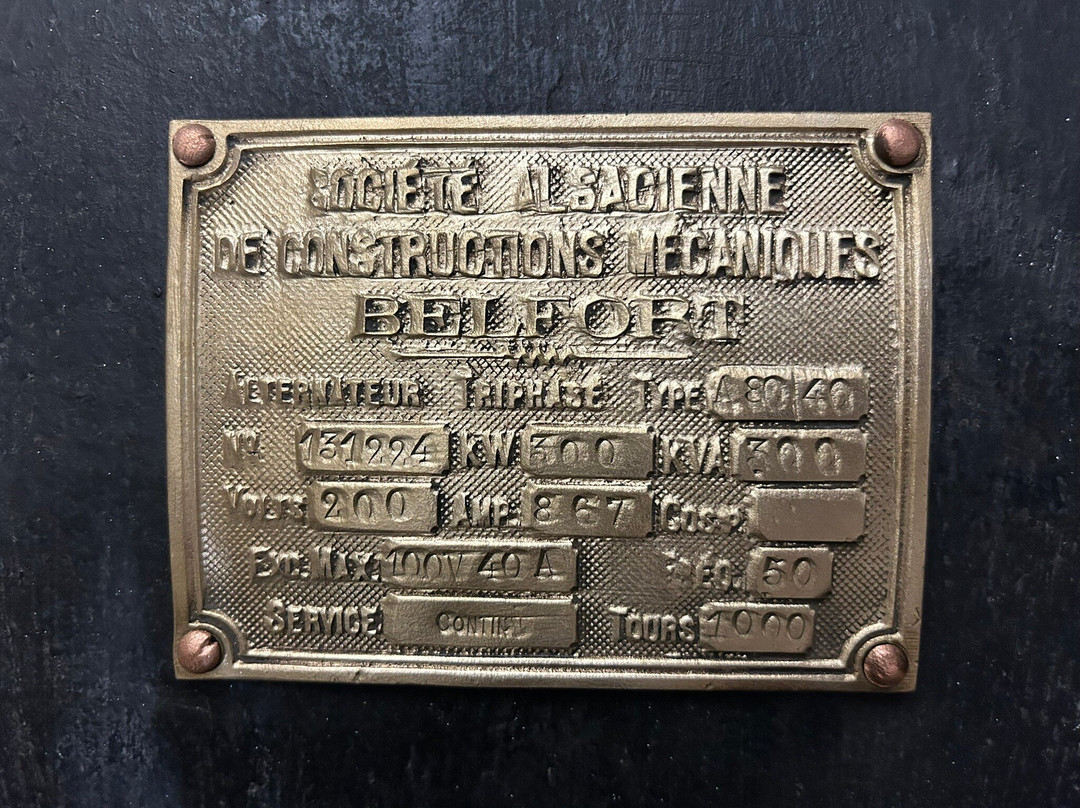 SOCIÉTÉ ALSACIENNE
DE CONSTRUCTIONS MÉCANIQUES
BELFORT
ALTERNATEUR TRIPHASÉ TYPE A 80/40
No. 131224 KW 300 KVA 300
VOLTS 200 AMP. 867 COS φ
EXC. MAX. 100V 40 A FRÉQ. 50
SERVICE CONTINU TOURS 1000